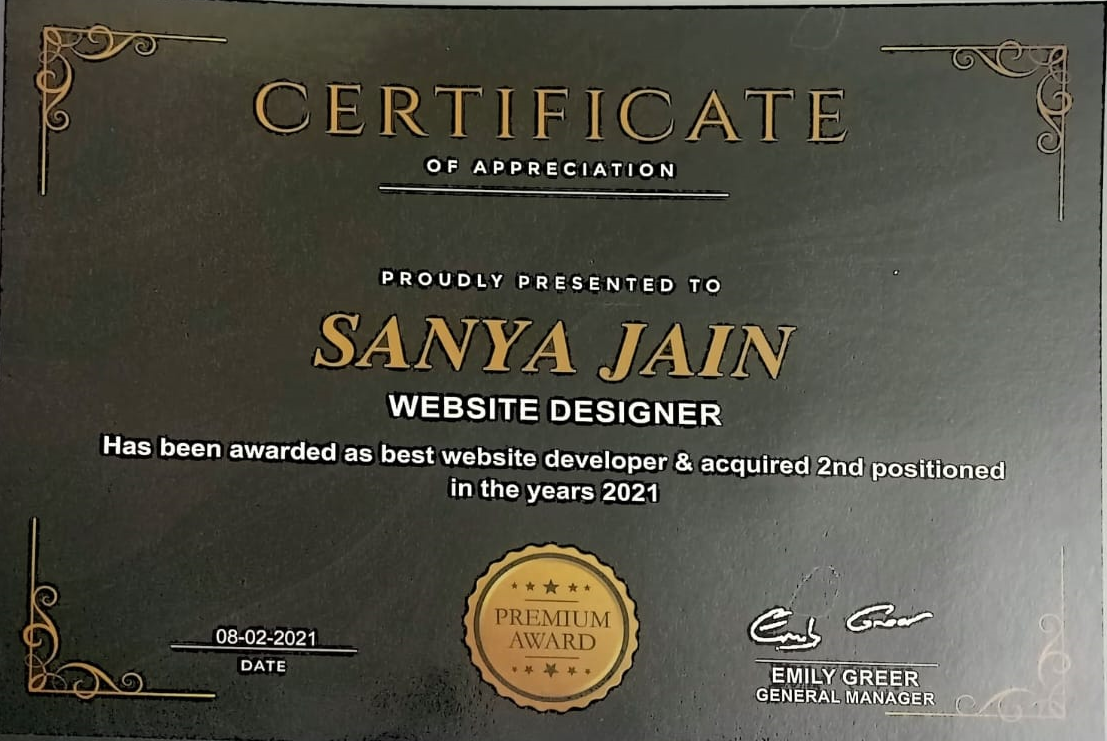 CERTIFICATE
OF APPRECIATION
PROUDLY PRESENTED TO
SANYA JAIN
WEBSITE DESIGNER
Has been awarded as best website developer & acquired 2nd positioned
in the years 2021
08-02-2021
DATE
PREMIUM
AWARD
Emily Greer
EMILY GREER
GENERAL MANAGER